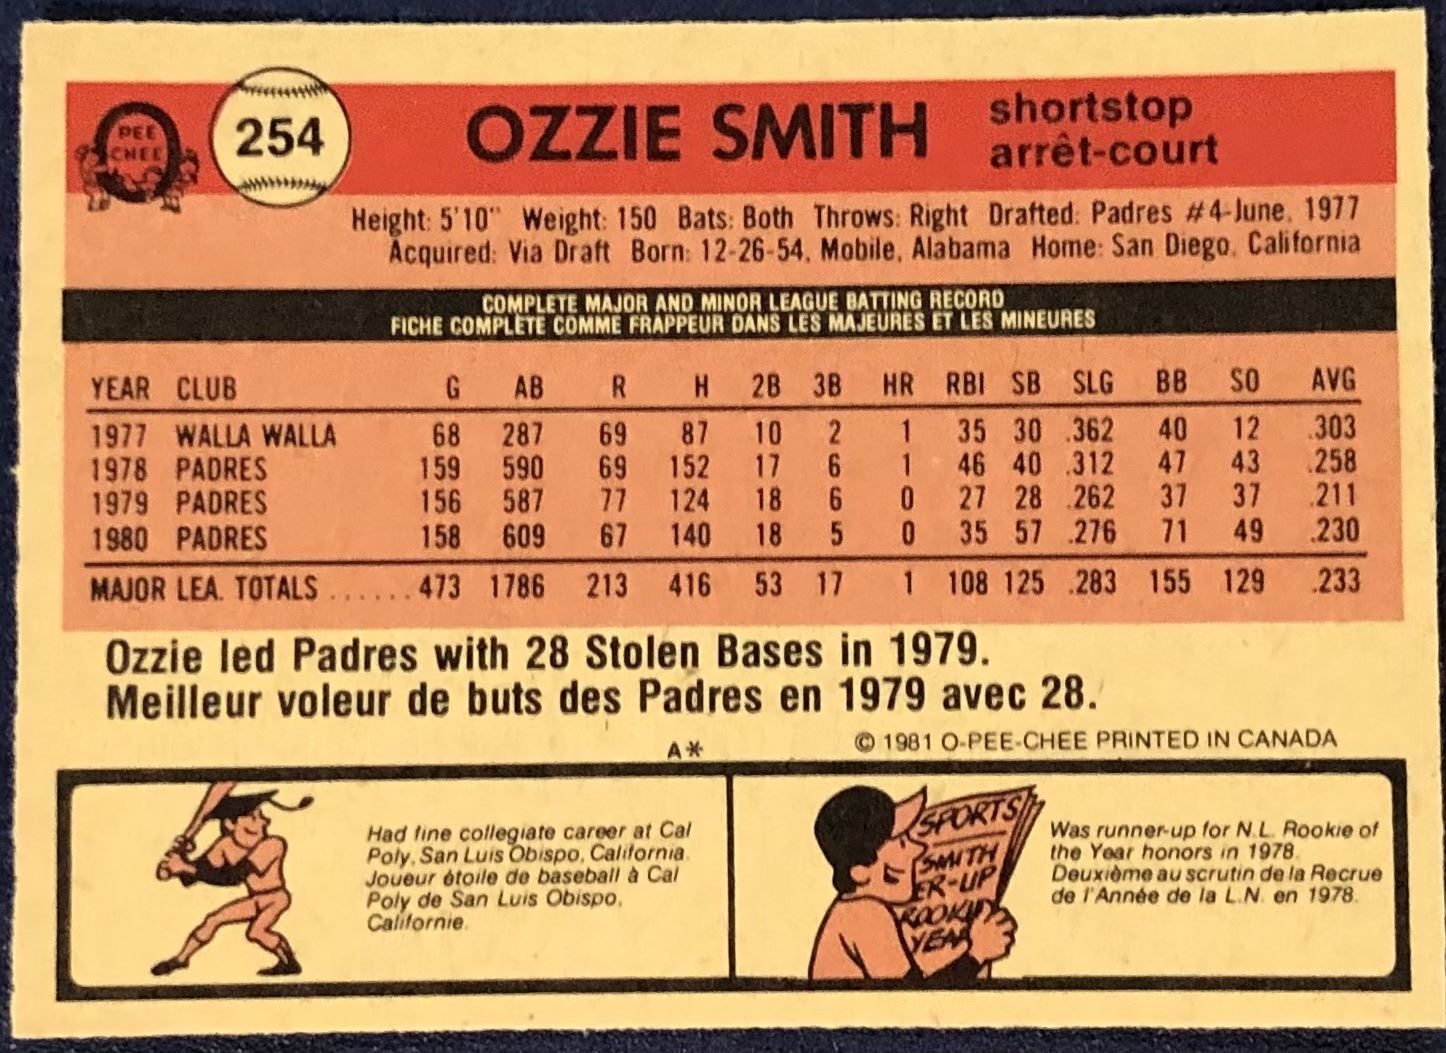 PEE
CHEE
254
OZZIE SMITH
shortstop
arrêt-court
Height: 5'10" Weight: 150 Bats: Both Throws: Right Drafted: Padres #4-June, 1977
Acquired: Via Draft Born: 12-26-54, Mobile, Alabama Home: San Diego, California
COMPLETE MAJOR AND MINOR LEAGUE BATTING RECORD
FICHE COMPLÈTE COMME FRAPPEUR DANS LES MAJEURES ET LES MINEURES
YEAR CLUB G AB R H 2B 3B HR RBI SB SLG BB SO AVG
1977 WALLA WALLA 68 287 69 87 10 2 1 35 30 .362 40 12 .303
1978 PADRES 159 590 69 152 17 6 1 46 40 .312 47 43 .258
1979 PADRES 156 587 77 124 18 6 0 27 28 .262 37 37 .211
1980 PADRES 158 609 67 140 18 5 0 35 57 .276 71 49 .230
MAJOR LEA. TOTALS ...... 473 1786 213 416 53 17 1 108 125 .283 155 129 .233
Ozzie led Padres with 28 Stolen Bases in 1979.
Meilleur voleur de buts des Padres en 1979 avec 28.
A*
© 1981 O-PEE-CHEE PRINTED IN CANADA
Had fine collegiate career at Cal
Poly, San Luis Obispo, California.
Joueur étoile de baseball à Cal
Poly de San Luis Obispo,
Californie.
SPORTS
SMITH
ER-UP
ROOKI
YEAR
Was runner-up for N.L. Rookie of
the Year honors in 1978.
Deuxième au scrutin de la Recrue
de l'Année de la L.N. en 1978.